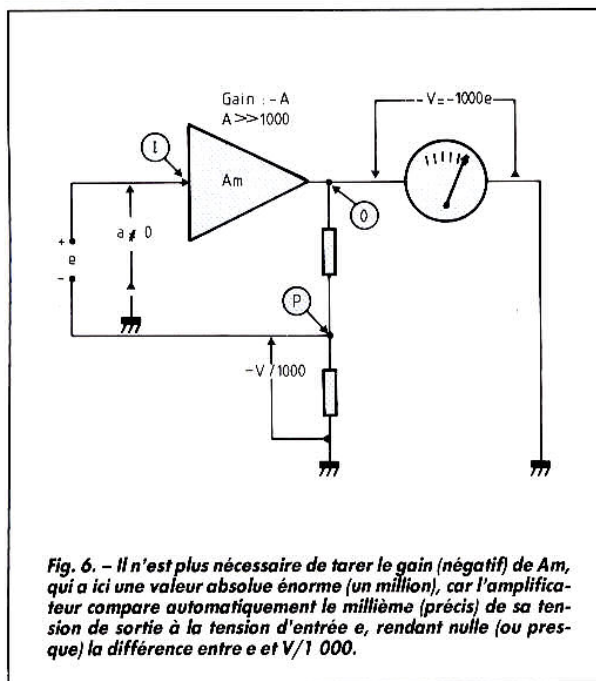 Gain : -A
A>>1000
-V=-1000e
I
Am
O
a # 0
+
e
-
P
-V/1000
Fig. 6. – Il n'est plus nécessaire de tarer le gain (négatif) de Am,
qui a ici une valeur absolue énorme (un million), car l'amplifica-
teur compare automatiquement le millième (précis) de sa ten-
sion de sortie à la tension d'entrée e, rendant nulle (ou pres-
que) la différence entre e et V/1 000.